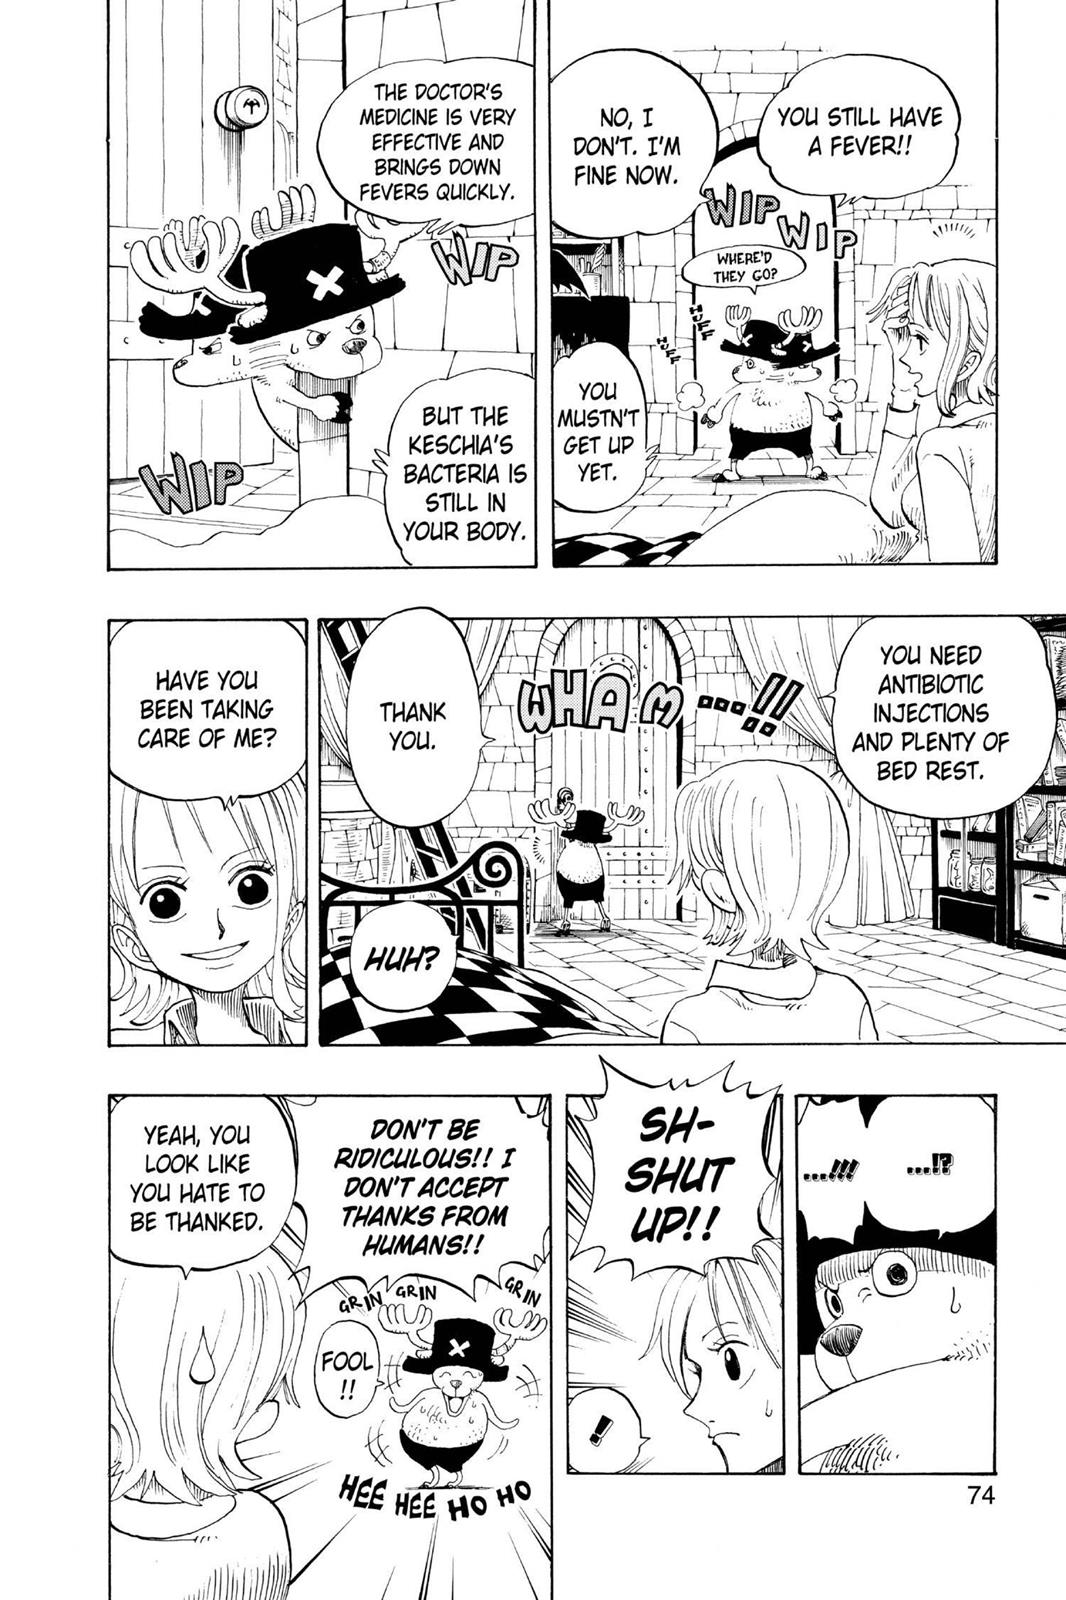 YOU STILL HAVE
A FEVER!!
NO, I
DON'T. I'M
FINE NOW.
WIP
WIP
WHERE'D
THEY GO?
HUFF
HUFF
YOU
MUSTN'T
GET UP
YET.
THE DOCTOR'S
MEDICINE IS VERY
EFFECTIVE AND
BRINGS DOWN
FEVERS QUICKLY.
WIP
BUT THE
KESCHIA'S
BACTERIA IS
STILL IN
YOUR BODY.
WIP
YOU NEED
ANTIBIOTIC
INJECTIONS
AND PLENTY OF
BED REST.
WHAM...!!
THANK
YOU.
HUH?
HAVE YOU
BEEN TAKING
CARE OF ME?
...!?
...!!!
SH-
SHUT
UP!!
!
DON'T BE
RIDICULOUS!! I
DON'T ACCEPT
THANKS FROM
HUMANS!!
GRIN
GRIN
GRIN
FOOL
!!
HEE HEE HO HO
YEAH, YOU
LOOK LIKE
YOU HATE TO
BE THANKED.
74